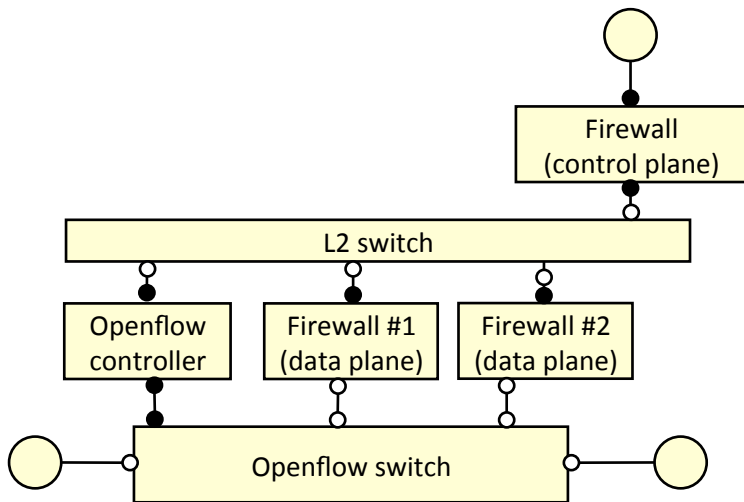 Firewall
(control plane)
L2 switch
Openflow
controller
Firewall #1
(data plane)
Firewall #2
(data plane)
Openflow switch